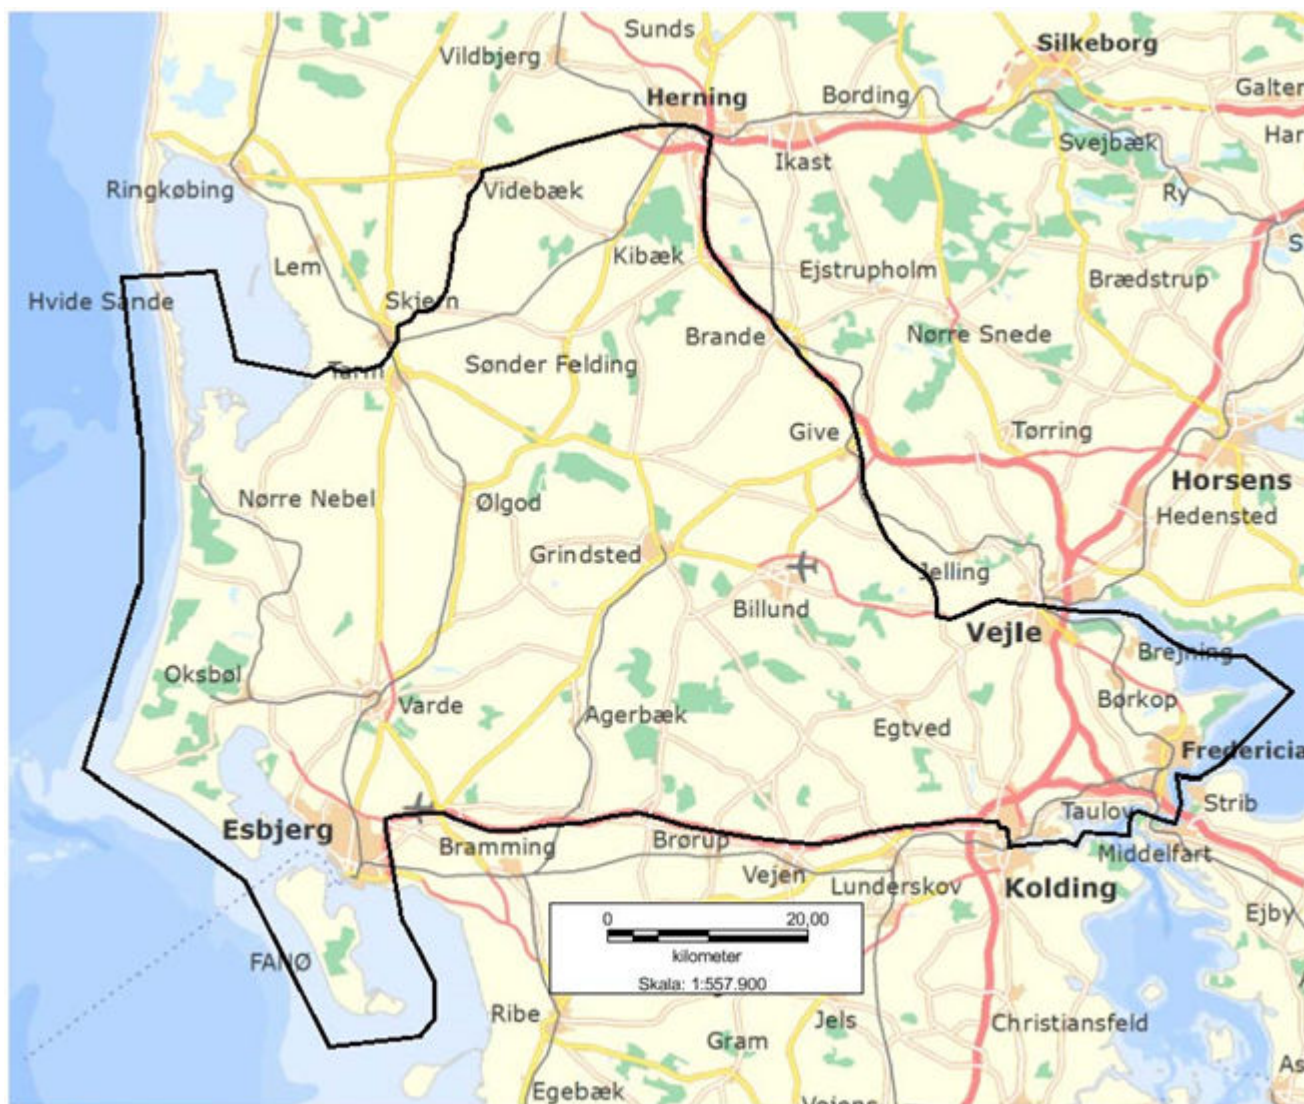 Sunds
Vildbjerg
Silkeborg
Galten
Herning
Bording
Har
Svejbæk
Ikast
Ringkøbing
Videbæk
Ry
S
Kibæk
Lem
Ejstrupholm
Brædstrup
Hvide Sande
Skjern
Brande
Nørre Snede
Tarm
Sønder Felding
Give
Tørring
Horsens
Nørre Nebel
Ølgod
Hedensted
Grindsted
Jelling
Billund
Vejle
Brejning
Oksbøl
Varde
Agerbæk
Egtved
Børkop
Fredericia
Esbjerg
Taulov
Strib
Bramming
Brørup
Middelfart
Vejen
Lunderskov
Kolding
Ejby
0 20,00
kilometer
Skala: 1:557.900
FANØ
Ribe
Jels
Christiansfeld
Gram
Egebæk
As